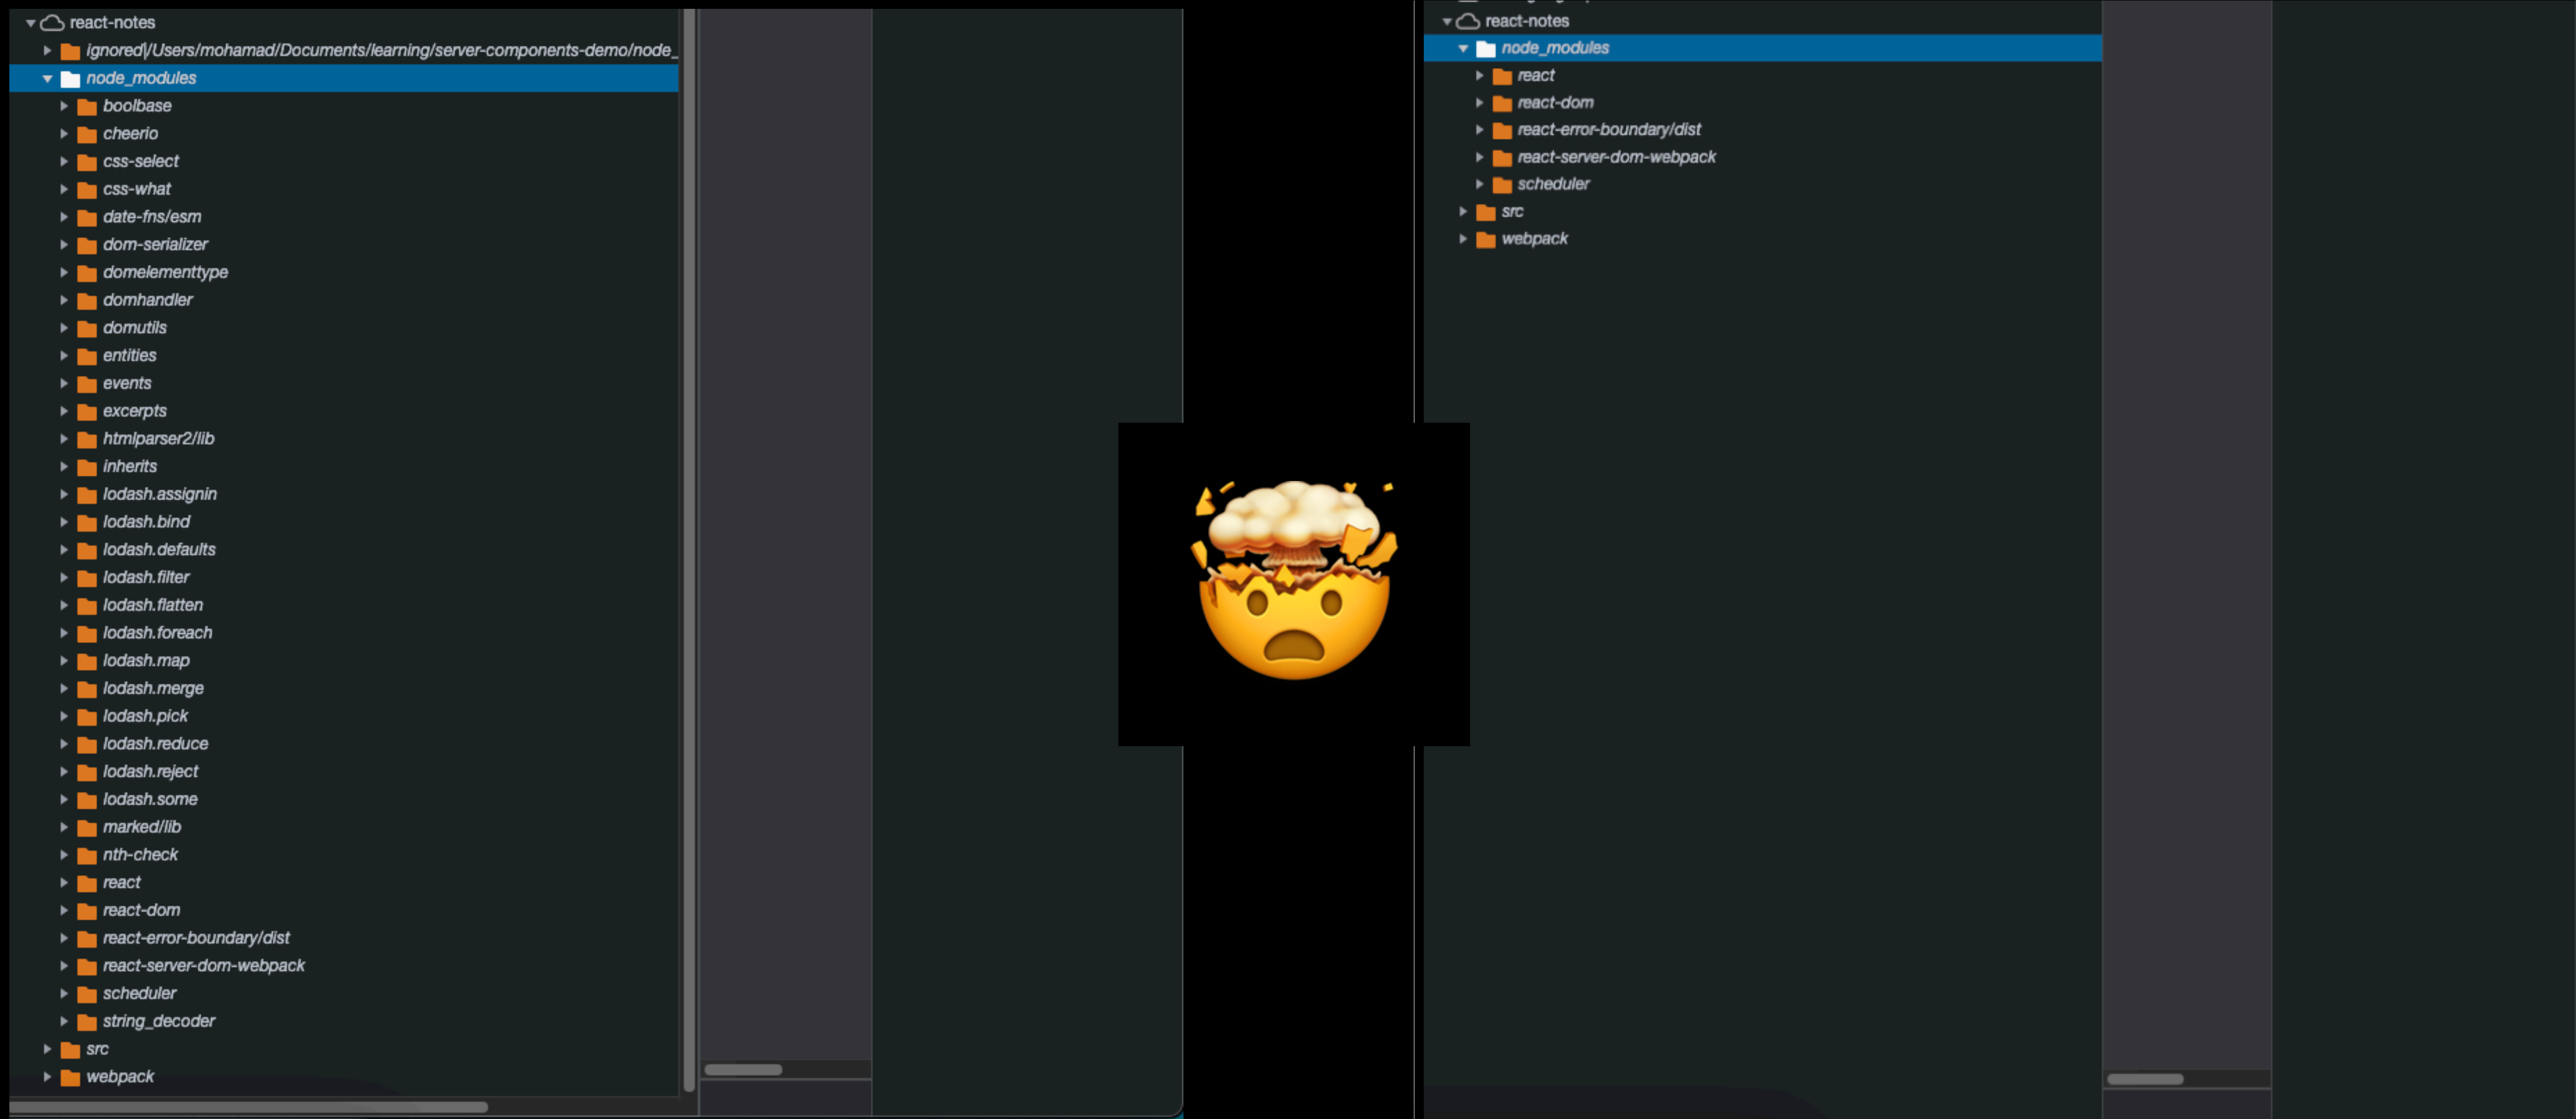 react-notes
ignored|/Users/mohamad/Documents/learning/server-components-demo/node_
node_modules
boolbase
cheerio
css-select
css-what
date-fns/esm
dom-serializer
domelementtype
domhandler
domutils
entities
events
excerpts
htmlparser2/lib
inherits
lodash.assignin
lodash.bind
lodash.defaults
lodash.filter
lodash.flatten
lodash.foreach
lodash.map
lodash.merge
lodash.pick
lodash.reduce
lodash.reject
lodash.some
marked/lib
nth-check
react
react-dom
react-error-boundary/dist
react-server-dom-webpack
scheduler
string_decoder
src
webpack
react-notes
node_modules
react
react-dom
react-error-boundary/dist
react-server-dom-webpack
scheduler
src
webpack